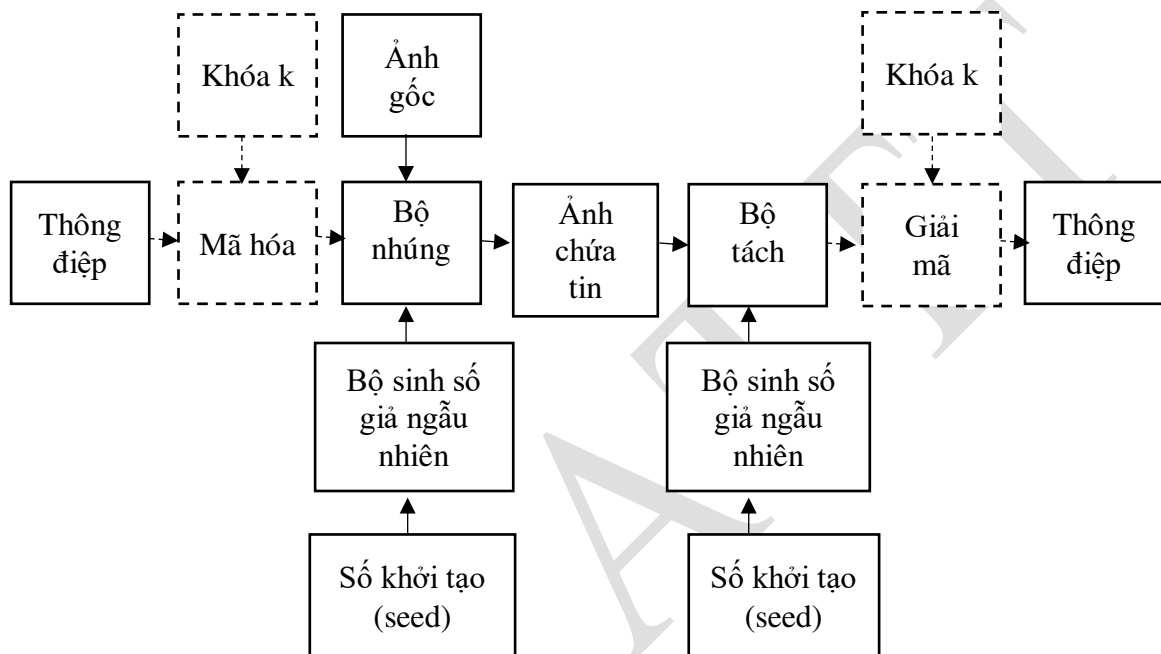 Khóa k
Ảnh
gốc
Khóa k
Thông
điệp
Mã hóa
Bộ
nhúng
Ảnh
chứa
tin
Bộ
tách
Giải
mã
Thông
điệp
Bộ sinh số
giả ngẫu
nhiên
Bộ sinh số
giả ngẫu
nhiên
Số khởi tạo
(seed)
Số khởi tạo
(seed)